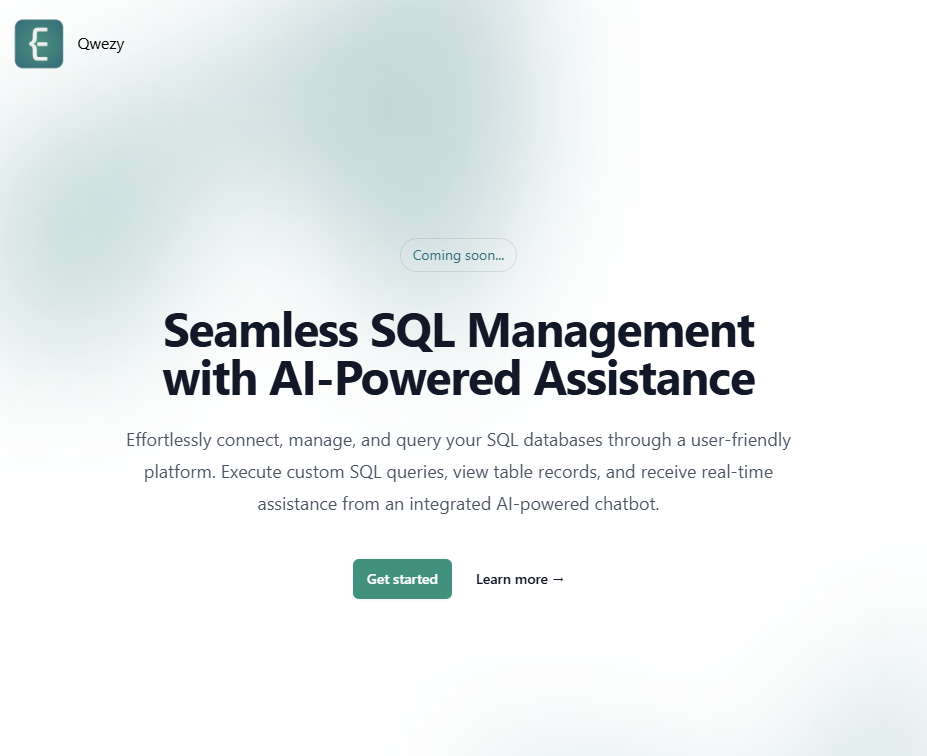 Qwezy
Coming soon...
Seamless SQL Management
with AI-Powered Assistance
Effortlessly connect, manage, and query your SQL databases through a user-friendly
platform. Execute custom SQL queries, view table records, and receive real-time
assistance from an integrated AI-powered chatbot.
Get started
Learn more →